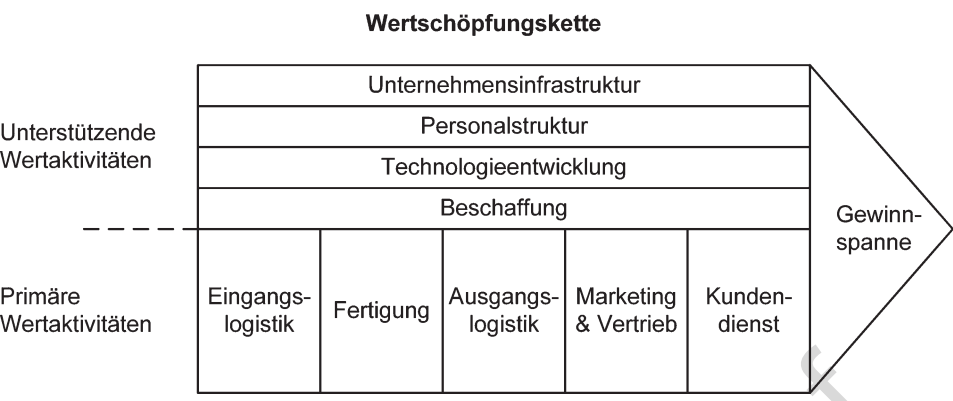 Wertschöpfungskette
Unternehmensinfrastruktur
Personalstruktur
Technologieentwicklung
Beschaffung
Unterstützende
Wertaktivitäten
Primäre
Wertaktivitäten
Eingangs-
logistik
Fertigung
Ausgangs-
logistik
Marketing
& Vertrieb
Kunden-
dienst
Gewinn-
spanne